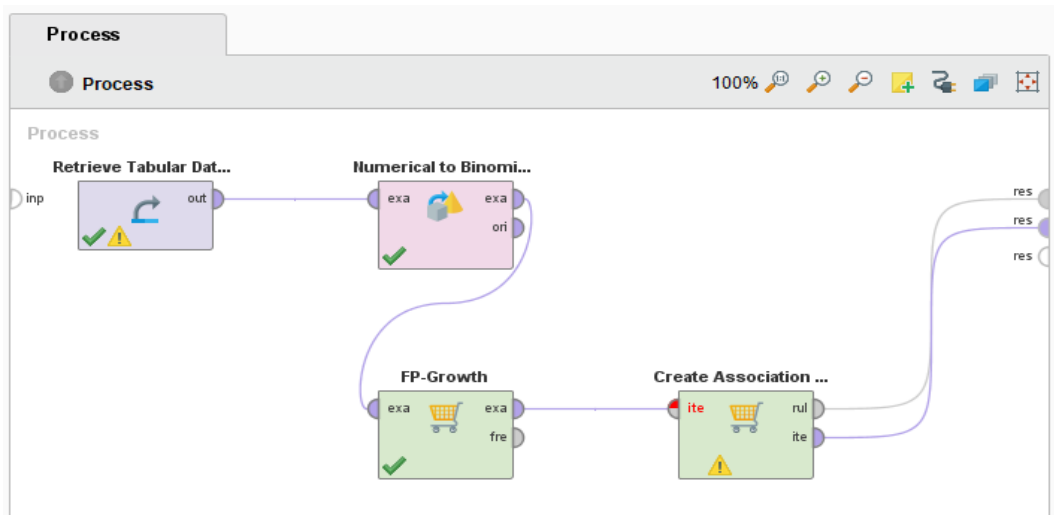 Process
Process
100%
Process
Retrieve Tabular Dat...
Numerical to Binomi...
inp
out
exa
exa
ori
res
res
res
FP-Growth
Create Association ...
exa
exa
fre
ite
rul
ite